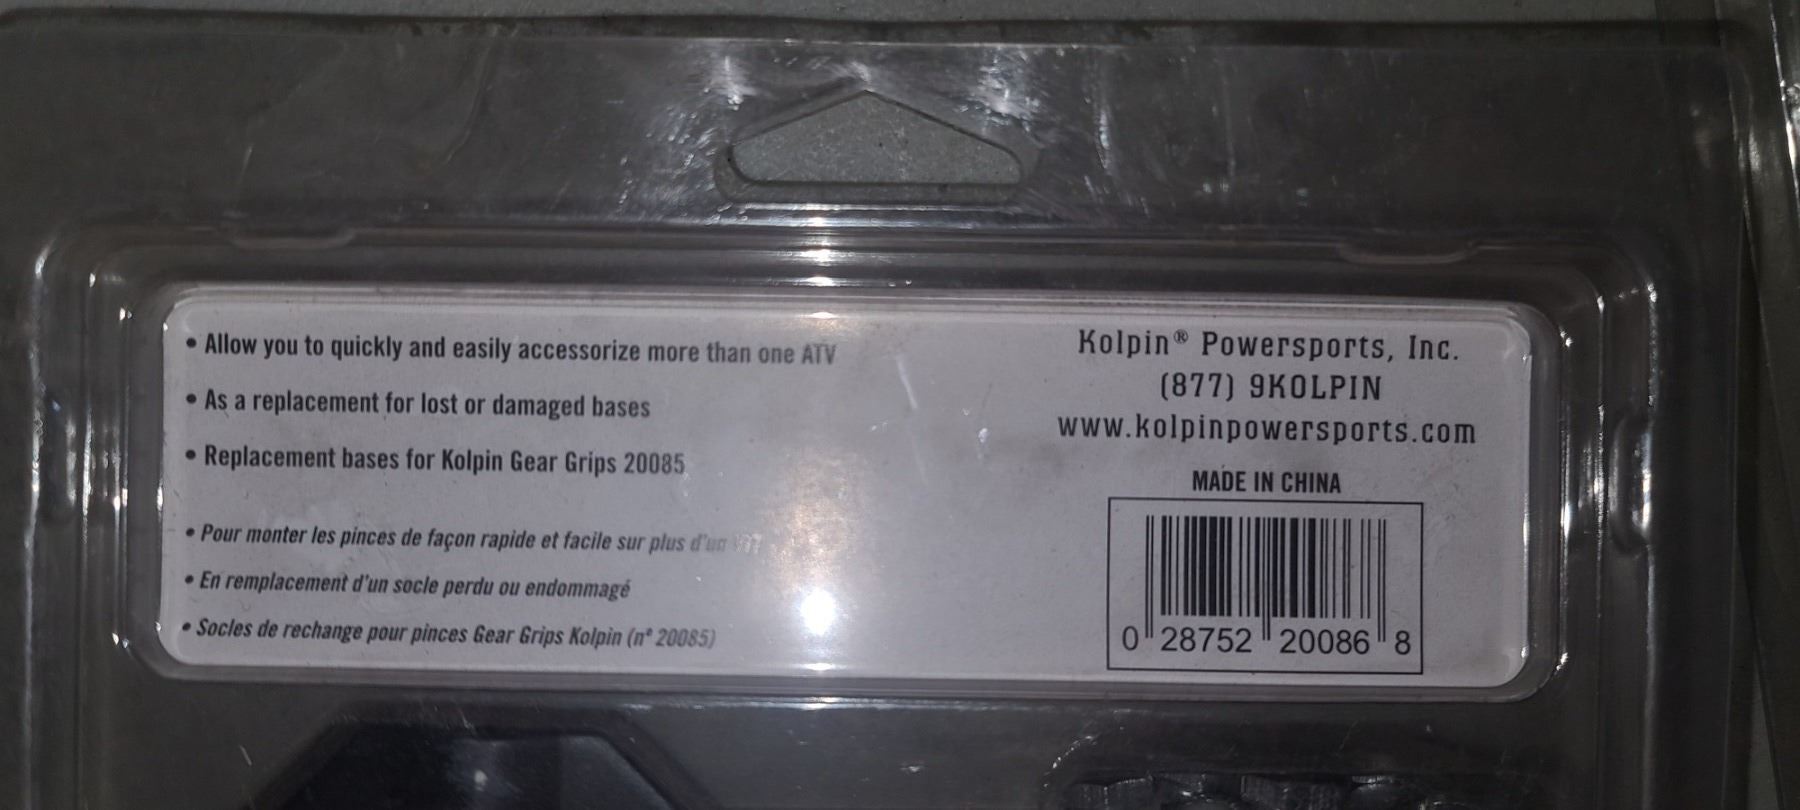 • Allow you to quickly and easily accessorize more than one ATV
• As a replacement for lost or damaged bases
• Replacement bases for Kolpin Gear Grips 20085
• Pour monter les pinces de façon rapide et facile sur plus d'un
• En remplacement d'un socle perdu ou endommagé
• Socles de rechange pour pinces Gear Grips Kolpin (nº 20085)
Kolpin® Powersports, Inc.
(877) 9KOLPIN
www.kolpinpowersports.com
MADE IN CHINA
0 28752 20086 8